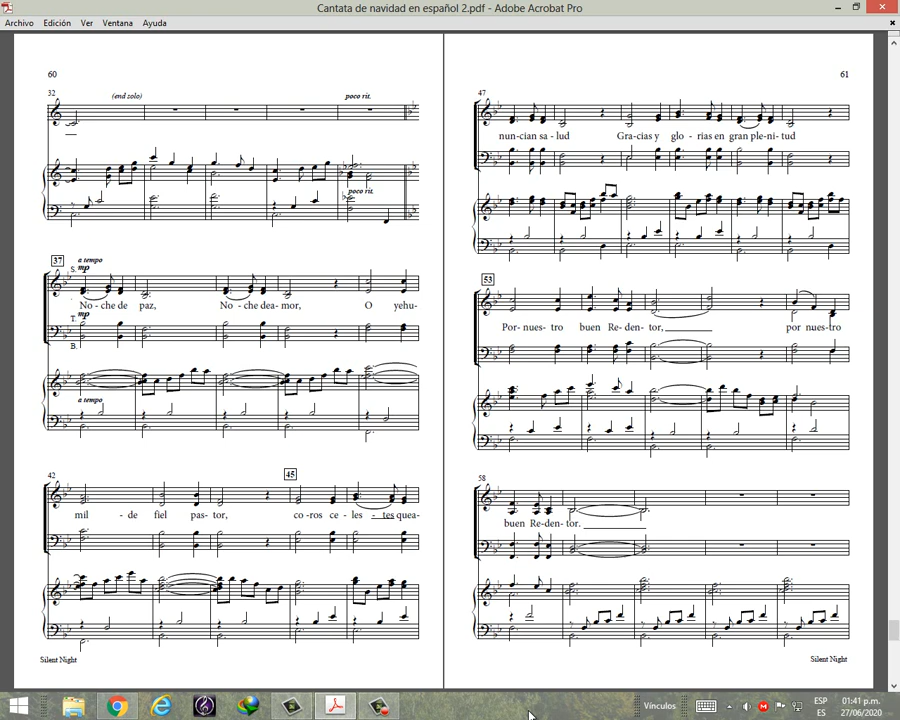 Cantata de navidad en español 2.pdf - Adobe Acrobat Pro
Archivo Edición Ver Ventana Ayuda
60
32
(end solo)
poco rit.
poco rit.
37
a tempo
S. mp
No - che de paz, No - che dea- mor, O yehu-
mp
T.
B.
a tempo
42
45
mil - de fiel pas- tor, co- ros ce - les - tes quea-
Silent Night
61
47
nun-cian sa - lud Gra-cias y glo - rias en gran ple-ni- tud
53
Por- nues- tro buen Re-den- tor, por nues-tro
58
buen Re-den- tor.
Silent Night
Vínculos
ESP
ES
01:41 p.m.
27/06/2020